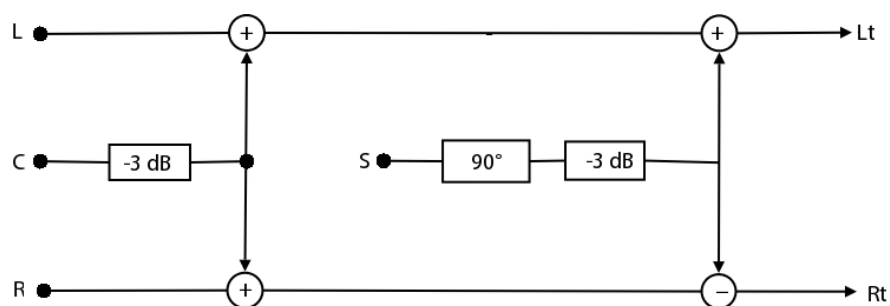 L + + Lt
C -3 dB S 90° -3 dB
R + − Rt